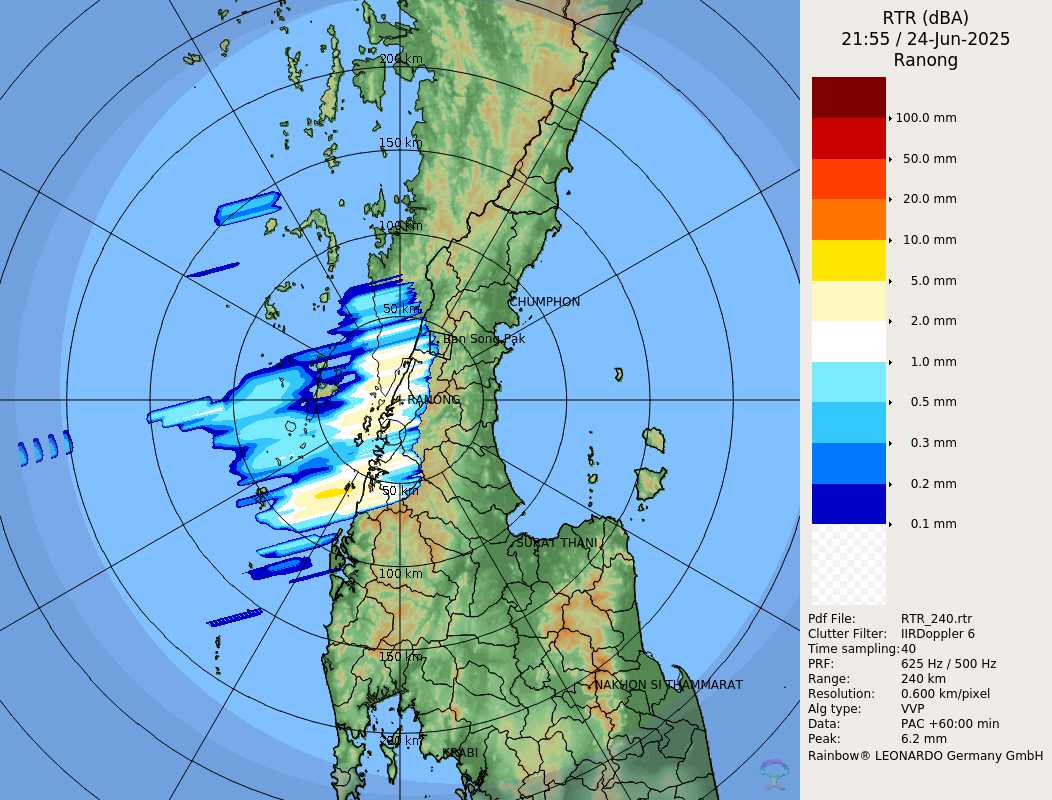 RTR (dBA)
21:55 / 24-Jun-2025
Ranong
100.0 mm
50.0 mm
20.0 mm
10.0 mm
5.0 mm
2.0 mm
1.0 mm
0.5 mm
0.3 mm
0.2 mm
0.1 mm
Pdf File: RTR_240.rtr
Clutter Filter: IIRDoppler 6
Time sampling:40
PRF: 625 Hz / 500 Hz
Range: 240 km
Resolution: 0.600 km/pixel
Alg type: VVP
Data: PAC +60:00 min
Peak: 6.2 mm
Rainbow® LEONARDO Germany GmbH
200 km
150 km
100 km
CHUMPHON
50 km
2. Ban Song Pak
RANONG
50 km
SURAT THANI
100 km
150 km
NAKHON SI THAMMARAT
200 km
KRABI